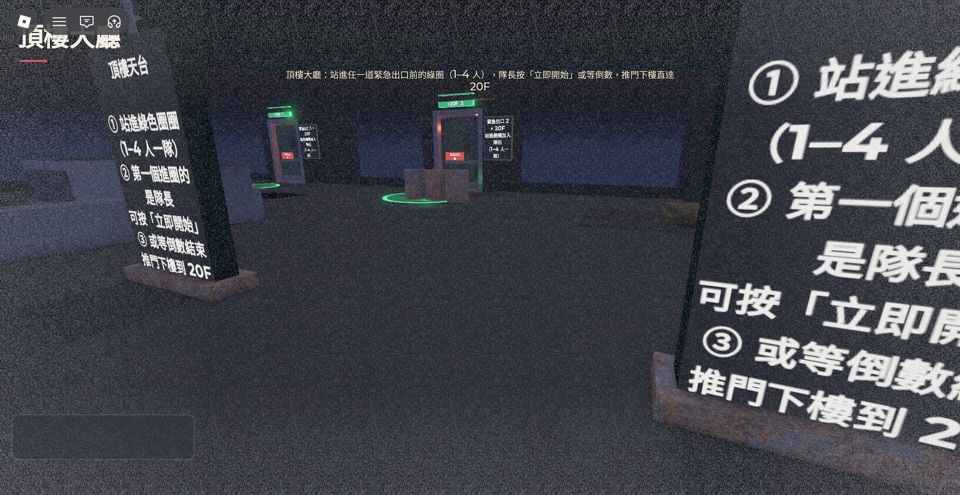 頂樓大廳
頂樓大廳：站進任一道緊急出口前的綠圈（1–4 人），隊長按「立即開始」或等倒數，推門下樓直達
20F
頂樓天台
① 站進綠色圈圈
(1–4 人一隊)
② 第一個進圈的
是隊長
可按「立即開始」
③ 或等倒數結束
推門下樓到 20F
緊急出口 2
• 20F
① 站進
(1–4 人
② 第一個
是隊長
可按「立即開
③ 或等倒數
推門下樓到 2